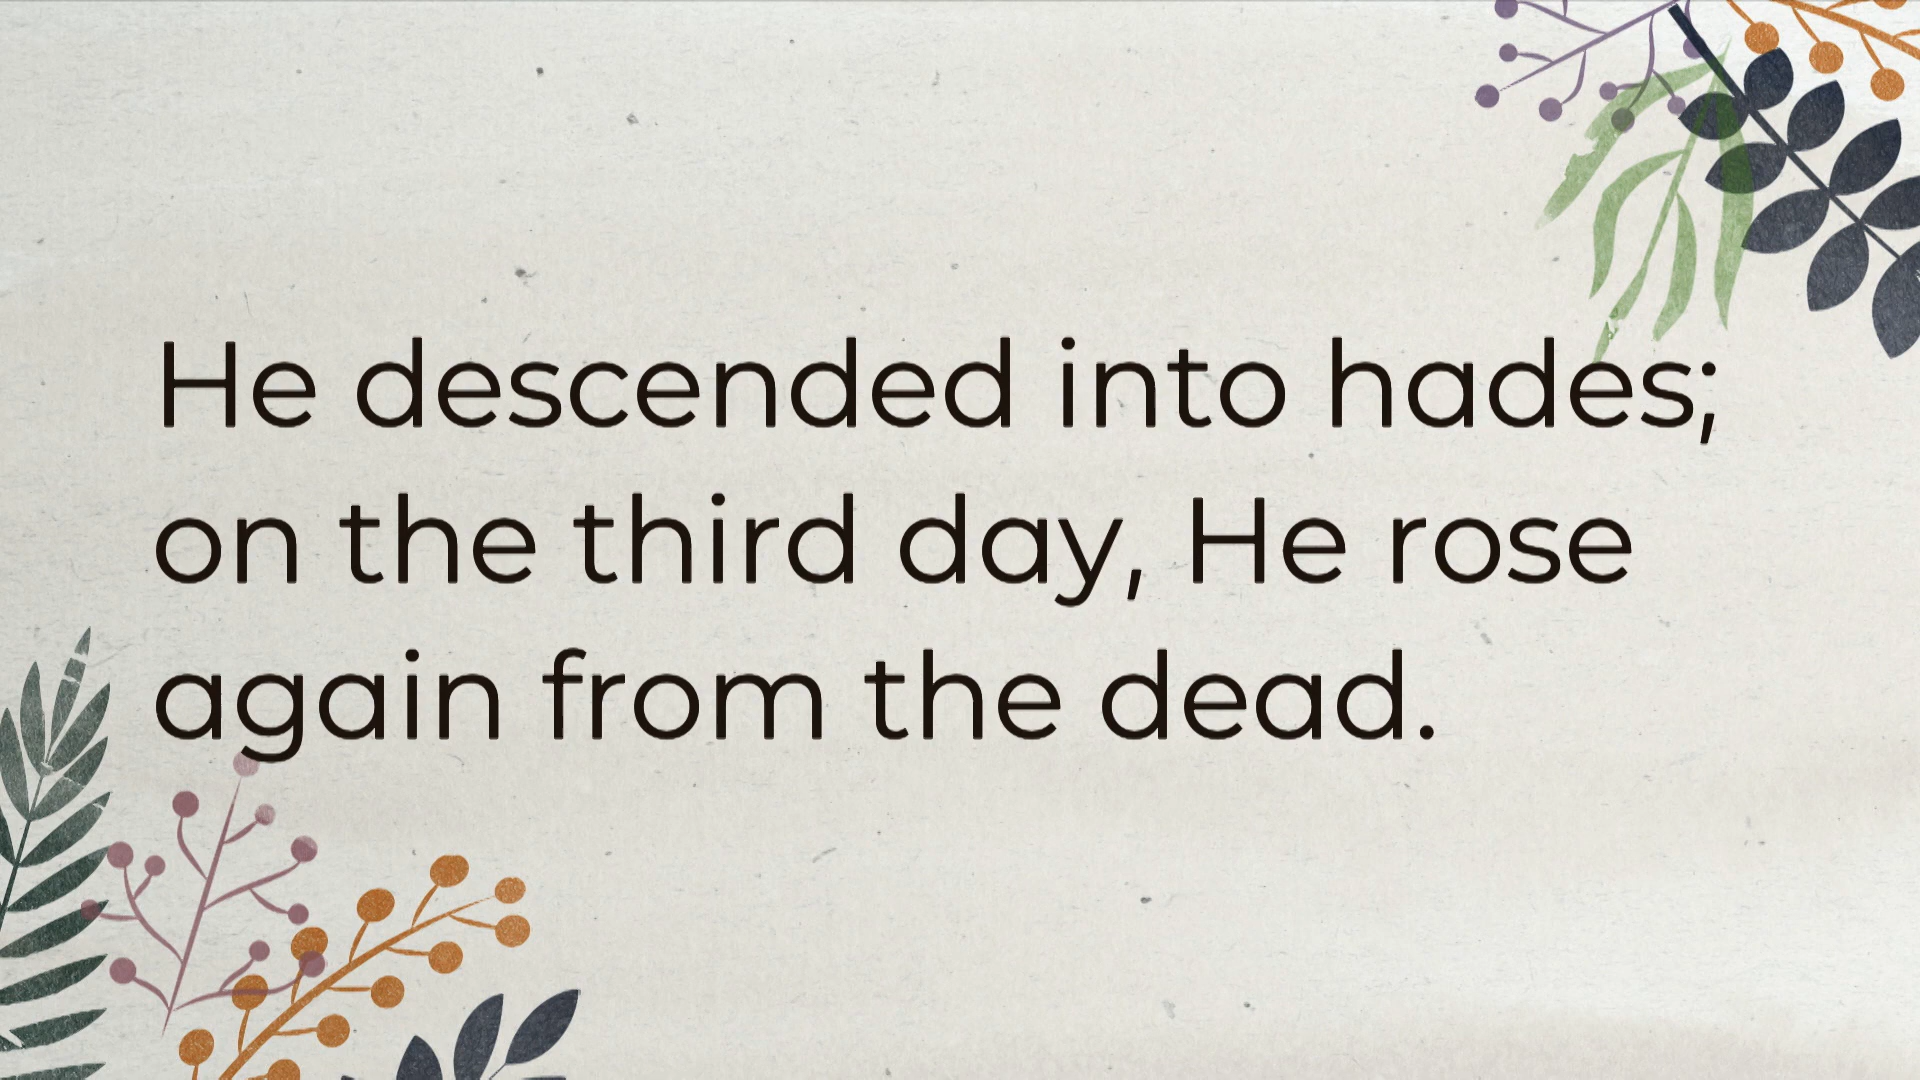 He descended into hades;
on the third day, He rose
again from the dead.